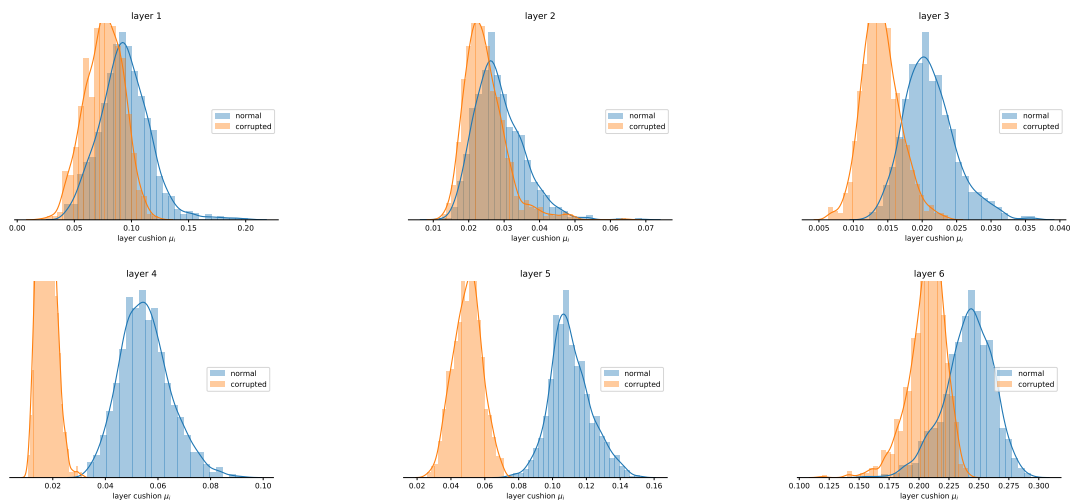 layer 1
normal
corrupted
0.00 0.05 0.10 0.15 0.20
layer cushion μᵢ
layer 2
normal
corrupted
0.01 0.02 0.03 0.04 0.05 0.06 0.07
layer cushion μᵢ
layer 3
normal
corrupted
0.005 0.010 0.015 0.020 0.025 0.030 0.035 0.040
layer cushion μᵢ
layer 4
normal
corrupted
0.02 0.04 0.06 0.08 0.10
layer cushion μᵢ
layer 5
normal
corrupted
0.02 0.04 0.06 0.08 0.10 0.12 0.14 0.16
layer cushion μᵢ
layer 6
normal
corrupted
0.100 0.125 0.150 0.175 0.200 0.225 0.250 0.275 0.300
layer cushion μᵢ